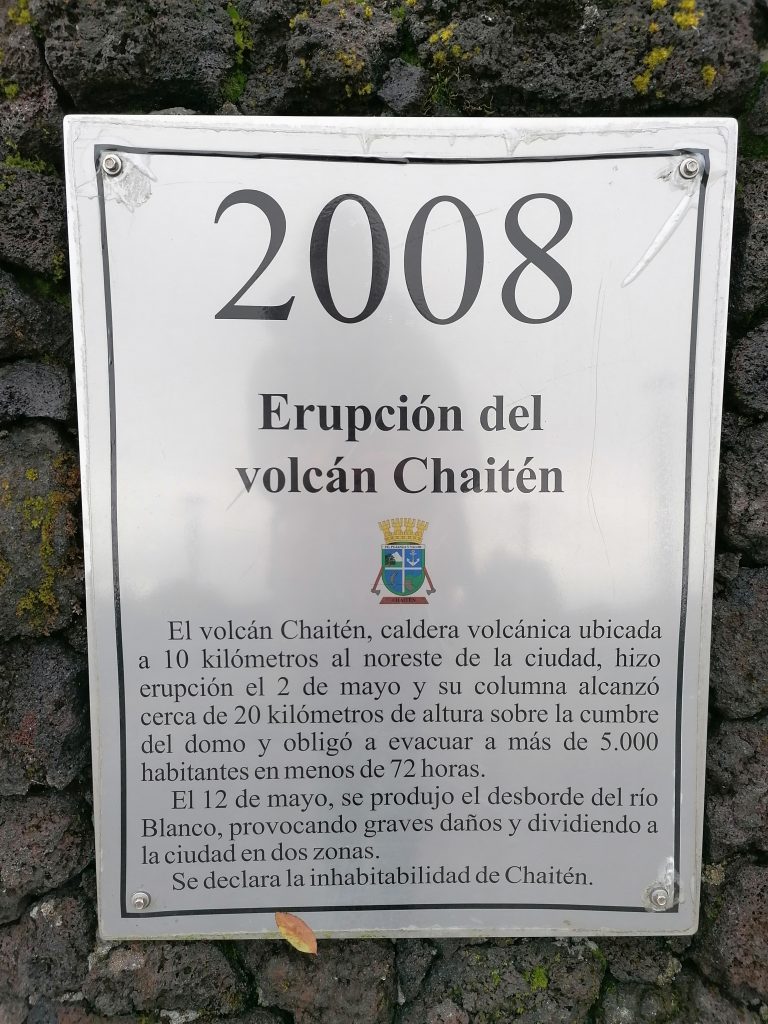 2008
Erupción del
volcán Chaitén
CHAITÉN
El volcán Chaitén, caldera volcánica ubicada
a 10 kilómetros al noreste de la ciudad, hizo
erupción el 2 de mayo y su columna alcanzó
cerca de 20 kilómetros de altura sobre la cumbre
del domo y obligó a evacuar a más de 5.000
habitantes en menos de 72 horas.
El 12 de mayo, se produjo el desborde del río
Blanco, provocando graves daños y dividiendo a
la ciudad en dos zonas.
Se declara la inhabitabilidad de Chaitén.